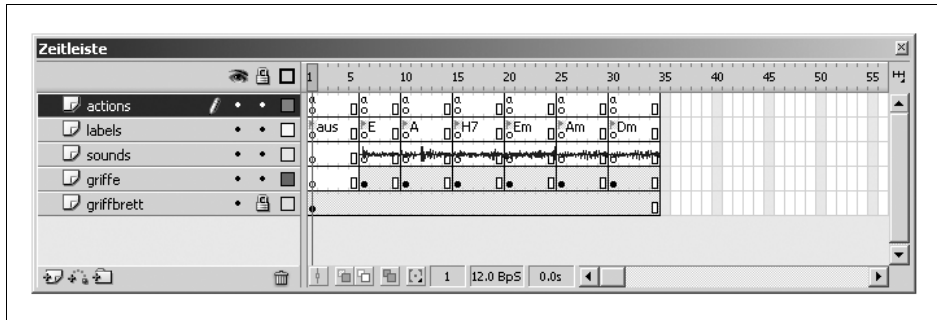 Zeitleiste
1 5 10 15 20 25 30 35 40 45 50 55
actions a a a a a a a
labels aus E A H7 Em Am Dm
sounds
griffe
griffbrett
1 12.0 BpS 0.0s